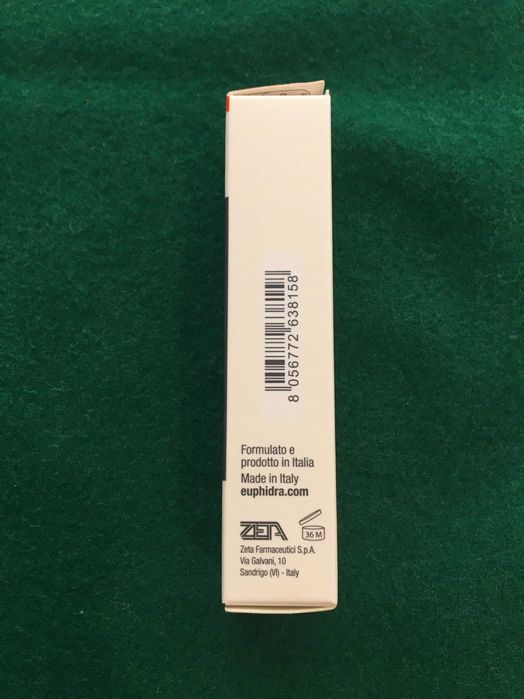 8 056772 638158
Formulato e
prodotto in Italia
Made in Italy
euphidra.com
ZETA
36 M
Zeta Farmaceutici S.p.A.
Via Galvani, 10
Sandrigo (VI) - Italy